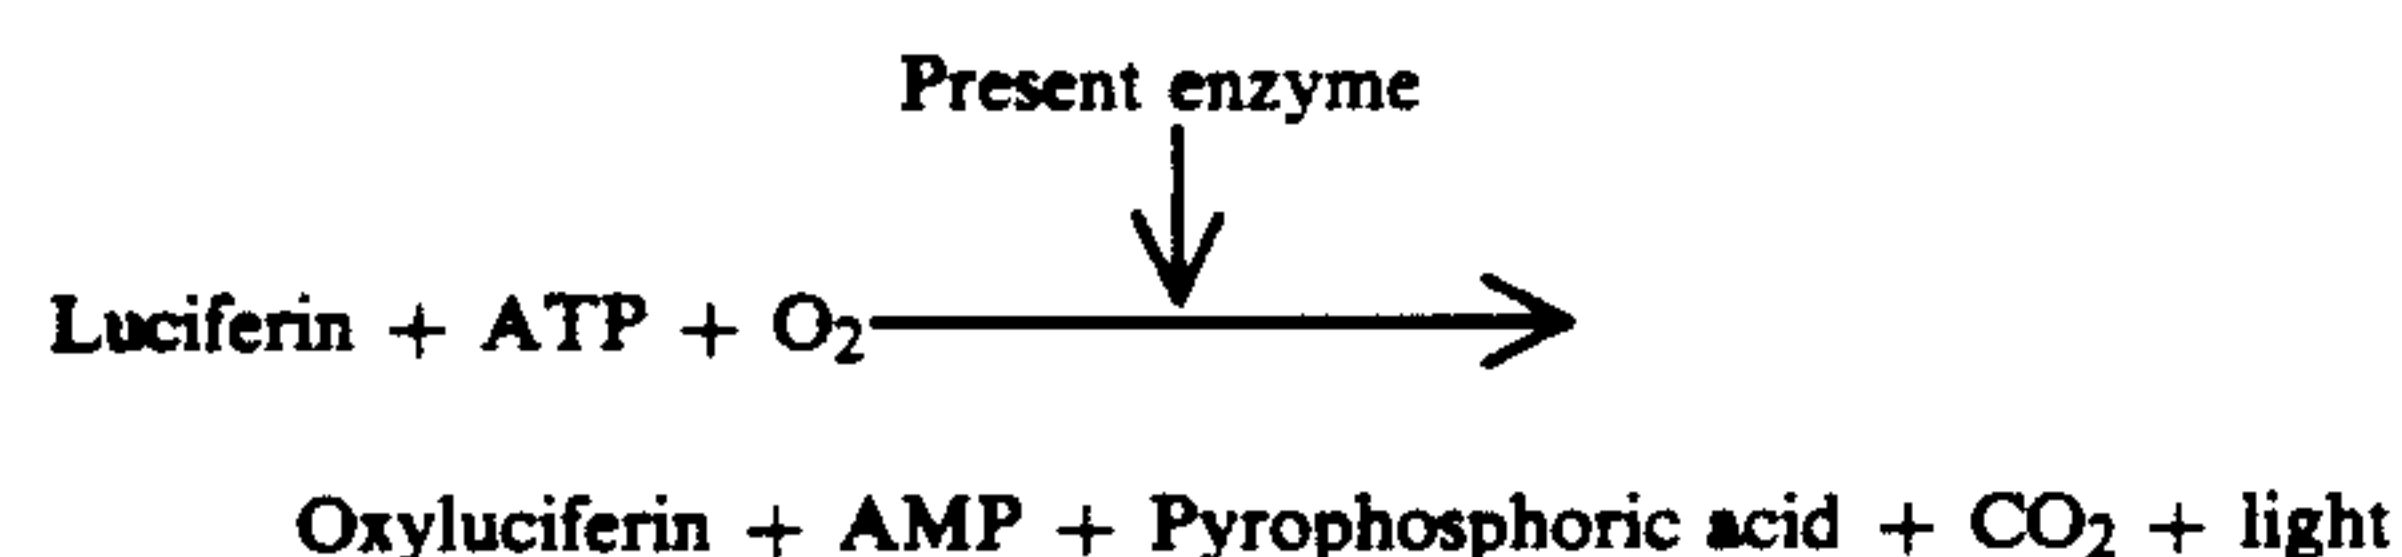 Present enzyme
Luciferin + ATP + O₂
Oxyluciferin + AMP + Pyrophosphoric acid + CO₂ + light